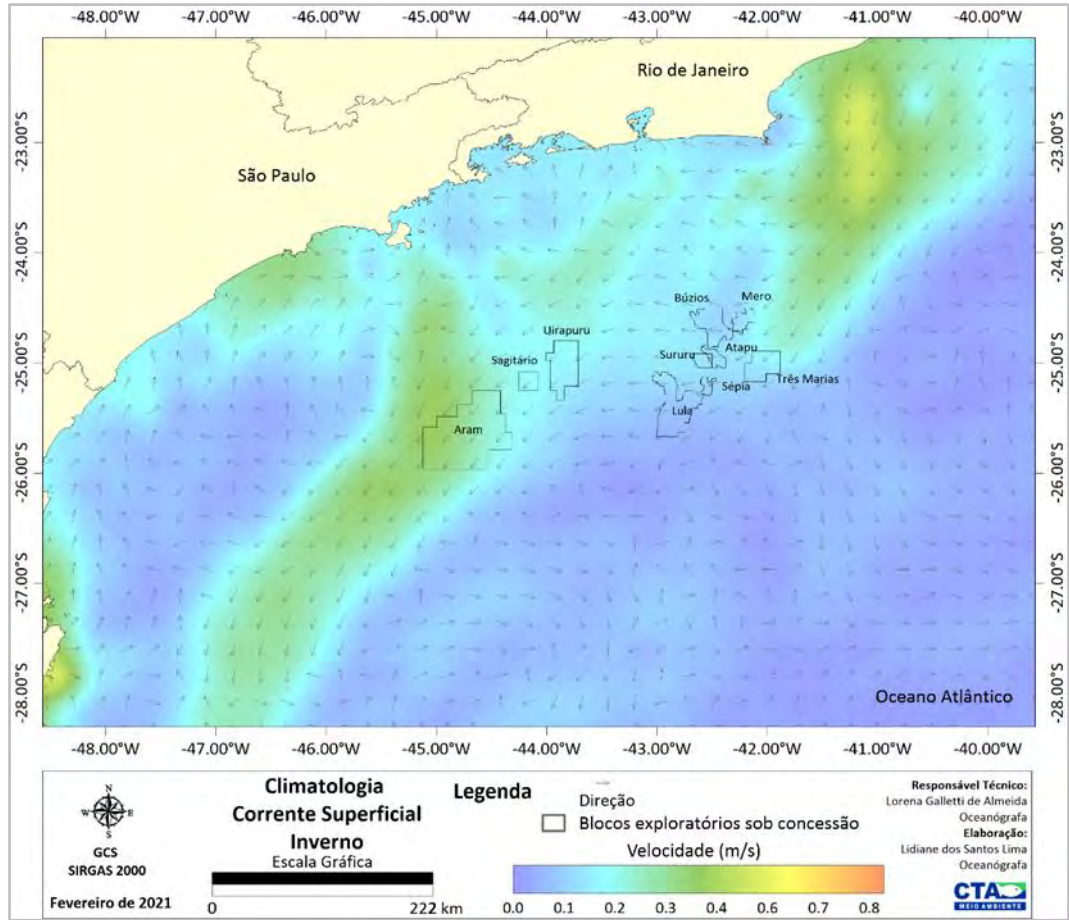 -48.00°W -47.00°W -46.00°W -45.00°W -44.00°W -43.00°W -42.00°W -41.00°W -40.00°W
-23.00°S -24.00°S -25.00°S -26.00°S -27.00°S -28.00°S
Rio de Janeiro
São Paulo
Búzios
Mero
Uirapuru
Sagitário
Sururu
Atapu
Três Marias
Sépia
Lula
Aram
Oceano Atlântico
-23.00°S -24.00°S -25.00°S -26.00°S -27.00°S -28.00°S
-48.00°W -47.00°W -46.00°W -45.00°W -44.00°W -43.00°W -42.00°W -41.00°W -40.00°W
N
W
E
S
GCS
SIRGAS 2000
Fevereiro de 2021
Climatologia
Corrente Superficial
Inverno
Escala Gráfica
0 222 km
Legenda
Direção
Blocos exploratórios sob concessão
Velocidade (m/s)
0.0 0.1 0.2 0.3 0.4 0.6 0.7 0.8
Responsável Técnico:
Lorena Galletti de Almeida
Oceanógrafa
Elaboração:
Lidiane dos Santos Lima
Oceanógrafa
CTA
MEIO AMBIENTE